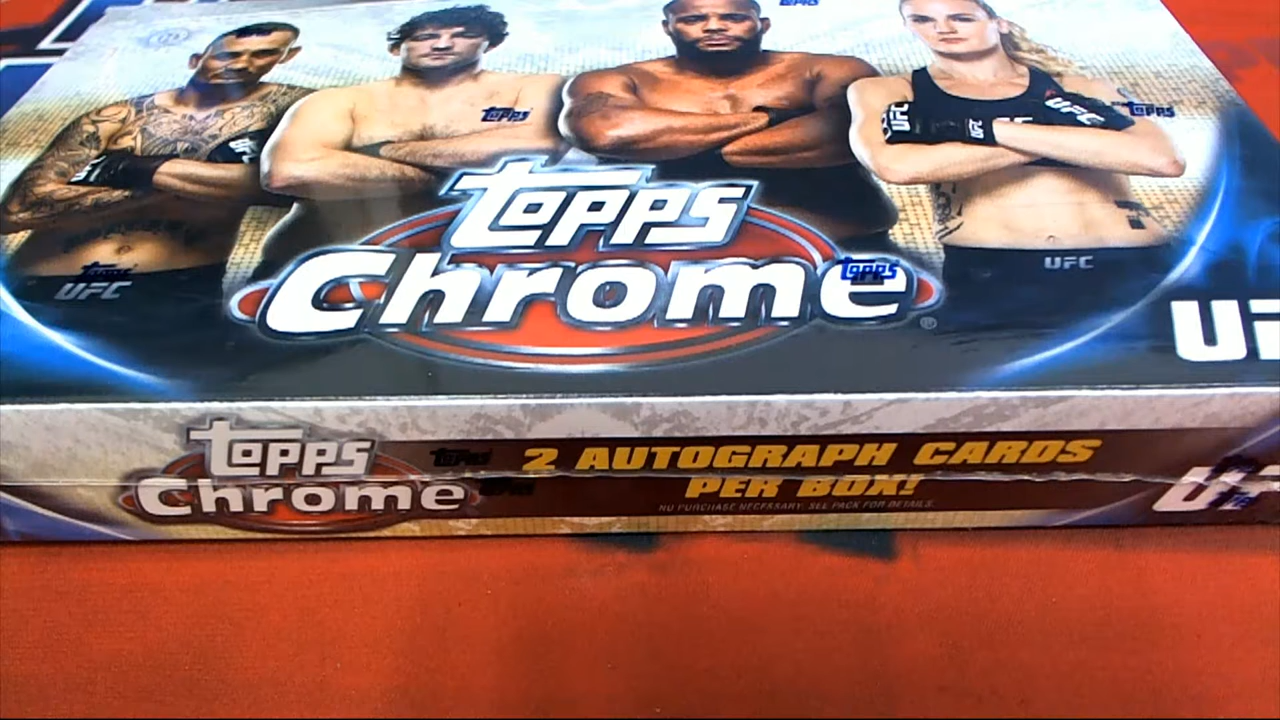 Topps
Topps
Topps
UFC
UFC
UFC
UFC
Topps
Chrome®
Topps
UFC
UFC
Topps
Chrome
Topps
2 AUTOGRAPH CARDS
PER BOX!
NO PURCHASE NECESSARY. SEE PACK FOR DETAILS.